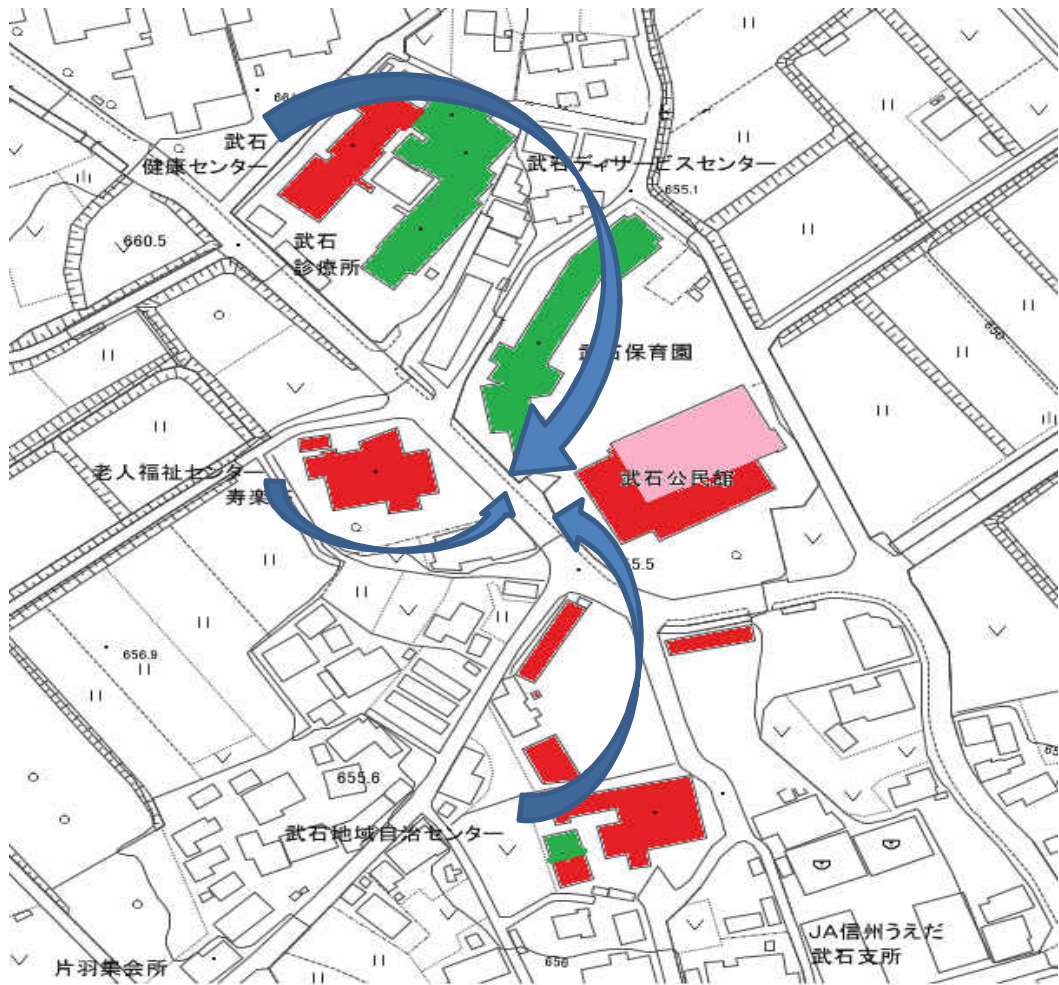 武石
健康センター
武石デイサービスセンター
655.1
660.5
武石
診療所
武石保育園
650
老人福祉センター
寿楽
武石公民館
5.5
656.9
655.6
武石地域自治センター
JA信州うえだ
武石支所
片羽集会所
656